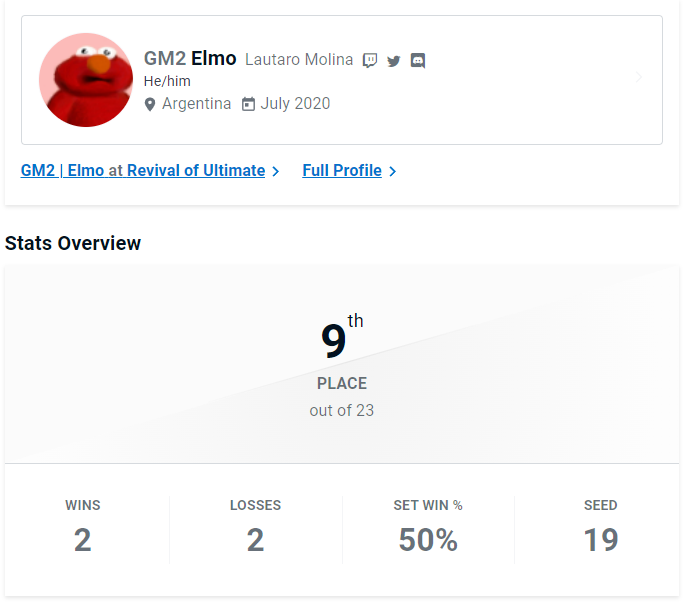 GM2 Elmo Lautaro Molina
He/him
Argentina July 2020
GM2 | Elmo at Revival of Ultimate Full Profile
Stats Overview
9th
PLACE
out of 23
WINS LOSSES SET WIN % SEED
2 2 50% 19